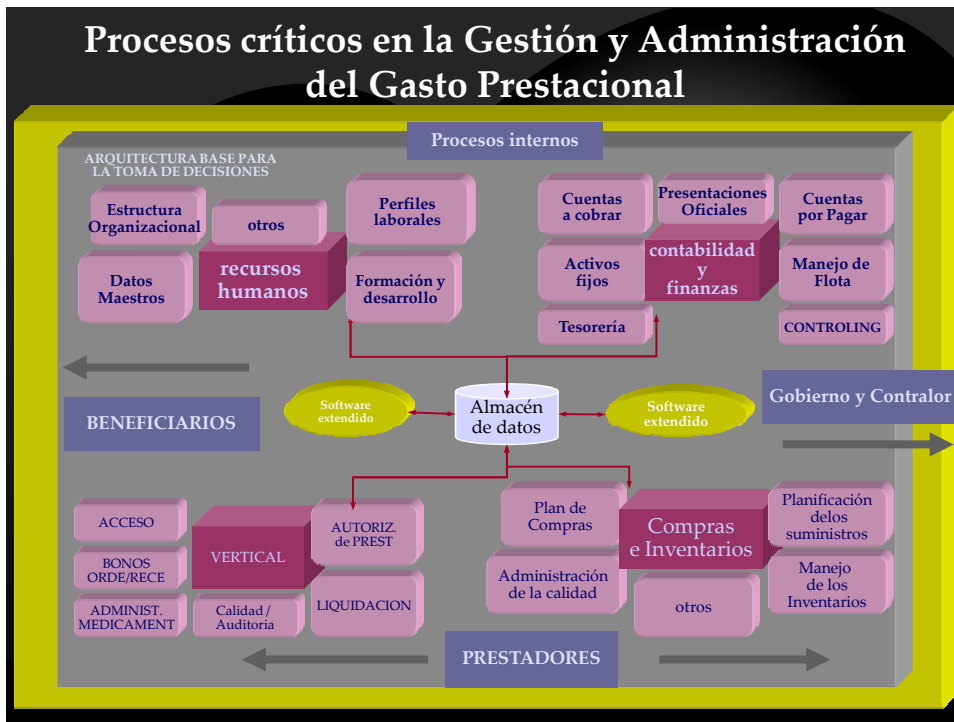 Procesos críticos en la Gestión y Administración
del Gasto Prestacional
Procesos internos
ARQUITECTURA BASE PARA
LA TOMA DE DECISIONES
Estructura
Organizacional
otros
Perfiles
laborales
Datos
Maestros
recursos
humanos
Formación y
desarrollo
Cuentas
a cobrar
Presentaciones
Oficiales
Cuentas
por Pagar
Activos
fijos
contabilidad
y
finanzas
Manejo de
Flota
Tesorería
CONTROLING
BENEFICIARIOS
Software
extendido
Almacén
de datos
Software
extendido
Gobierno y Contralor
ACCESO
BONOS
ORDE/RECE
ADMINIST.
MEDICAMENT
VERTICAL
Calidad /
Auditoria
AUTORIZ.
de PREST
LIQUIDACION
Plan de
Compras
Administración
de la calidad
Compras
e Inventarios
otros
Planificación
delos
suministros
Manejo
de los
Inventarios
PRESTADORES